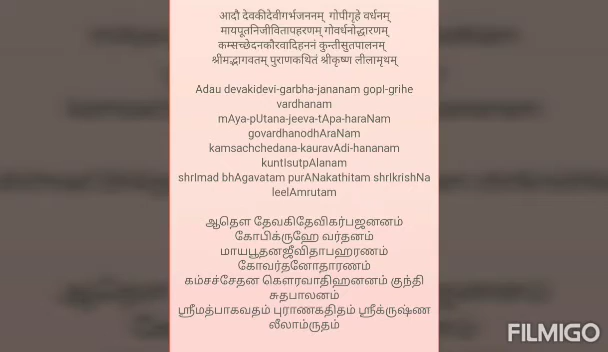 आदौ देवकीदेवीगर्भजननम् गोपीगृहे वर्धनम्
मायपूतनिजीवितापहरणम् गोवर्धनोद्धारणम्
कम्सच्छेदनकौरवादिहननं कुन्तीसुतपालनम्
श्रीमद्भागवतम् पुराणकथितं श्रीकृष्ण लीलामृथम्
Adau devakidevi-garbha-jananam gopI-grihe
vardhanam
mAya-pUtana-jeeva-tApa-haraNam
govardhanodhAraNam
kamsachchedana-kauravAdi-hananam
kuntIsutpAlanam
shrImad bhAgavatam purANakathitam shrIkrishNa
leelAmrutam
ஆதௌ தேவகிதேவிகர்பஜனனம்
கோபிக்ருஹே வர்தனம்
மாயபூதனஜீவிதாபஹரணம்
கோவர்தனோதாரணம்
கம்சச்சேதன கௌரவாதிஹனனம் குந்தி
சுதபாலனம்
ஸ்ரீமத்பாகவதம் புராணகதிதம் ஸ்ரீக்ருஷ்ண
லீலாம்ருதம்
FILMIGO